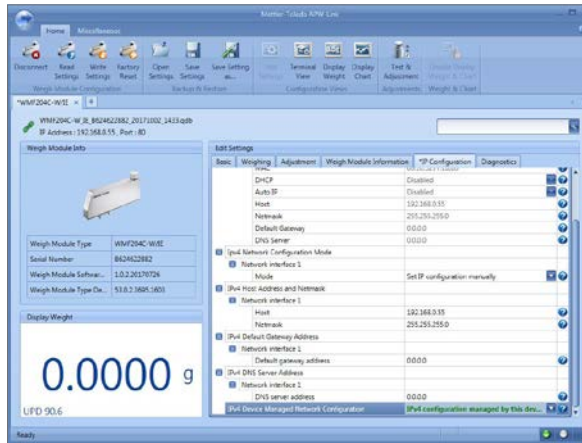 Mettler Toledo APW Link
Home Miscellaneous
Disconnect
Read Settings
Write Settings
Factory Reset
Open Settings
Save Settings
Save Setting as...
Terminal View
Display Weight
Display Chart
Test & Adjustment
Weigh Module Configuration
Backup & Restore
Configuration Views
Adjustments
Weight & Chart
*WMF204C-W/IE
WMF204C-W_IE_B624622882_20171002_1413.qdb
IP Address : 192.168.0.55 , Port : 80
Weigh Module Info
Weigh Module Type WMF204C-W/IE
Serial Number B624622882
Weigh Module Softwar... 1.0.2.20170726
Weigh Module Type De... 53.0.2.3695.1603
Display Weight
0.0000 g
UPD 90.6
Edit Settings
Basic Weighing Adjustment Weigh Module Information *IP Configuration Diagnostics
MAC
DHCP Disabled
Auto IP Disabled
Host 192.168.0.55
Netmask 255.255.255.0
Default Gateway 0.0.0.0
DNS Server 0.0.0.0
IPv4 Network Configuration Mode
Network interface 1
Mode Set IP configuration manually
IPv4 Host Address and Netmask
Network interface 1
Host 192.168.0.55
Netmask 255.255.255.0
IPv4 Default Gateway Address
Network interface 1
Default gateway address 0.0.0.0
IPv4 DNS Server Address
Network interface 1
DNS server address 0.0.0.0
IPv4 Device Managed Network Configuration IPv4 configuration managed by this dev...
Ready